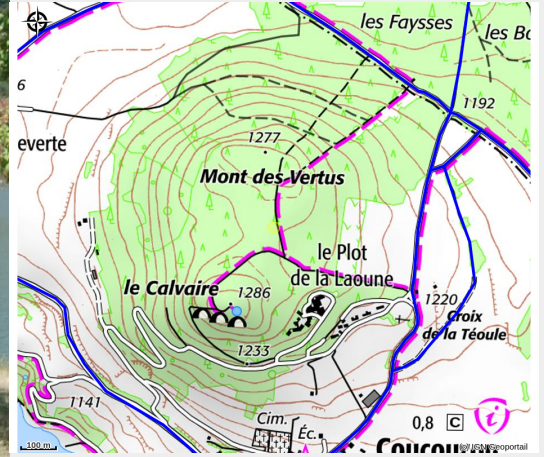 les Faysses
les Bo
1192
6
1277
everte
Mont des Vertus
le Plot
de la Laoune
le Calvaire
1286
1220
Croix
de la Téoule
1233
1141
0,8 C
Cim.
Éc.
100 m
(c) IGN Geoportail